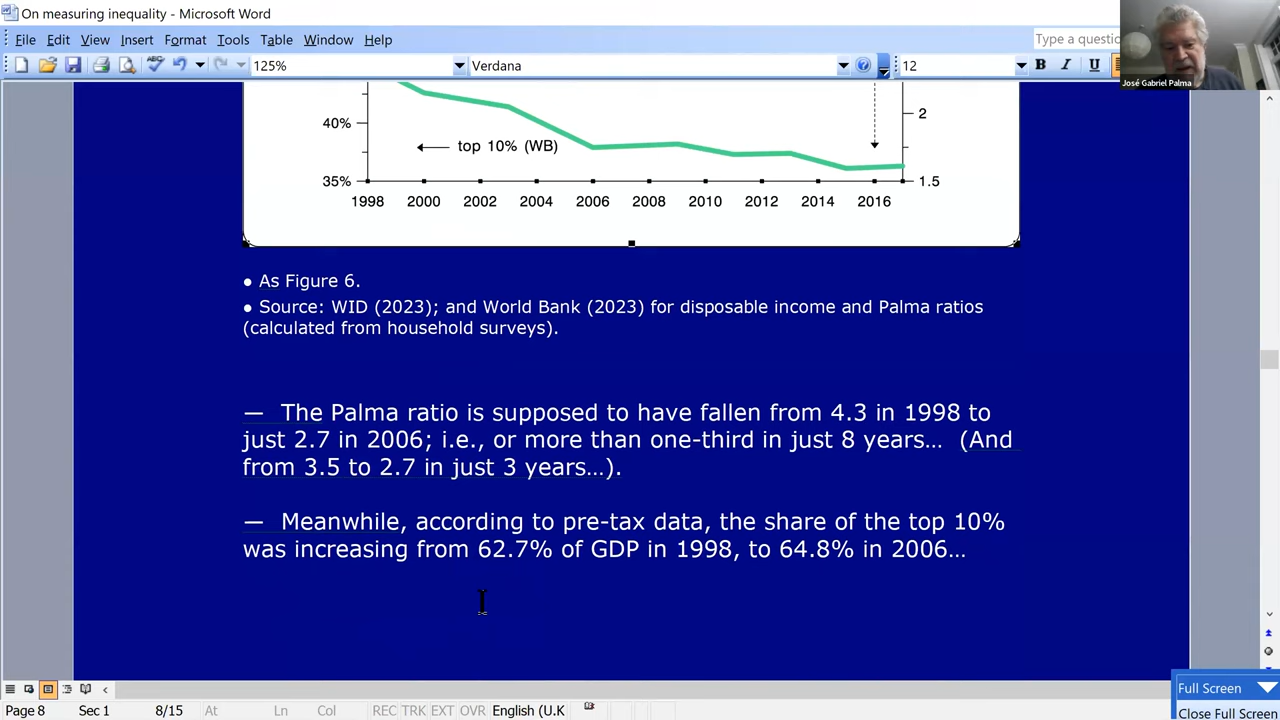 On measuring inequality - Microsoft Word
File Edit View Insert Format Tools Table Window Help
Type a questio
125%
Verdana
12
B I U
José Gabriel Palma
40%
35%
top 10% (WB)
2
1.5
1998 2000 2002 2004 2006 2008 2010 2012 2014 2016
● As Figure 6.
● Source: WID (2023); and World Bank (2023) for disposable income and Palma ratios
(calculated from household surveys).
— The Palma ratio is supposed to have fallen from 4.3 in 1998 to
just 2.7 in 2006; i.e., or more than one-third in just 8 years… (And
from 3.5 to 2.7 in just 3 years…).
— Meanwhile, according to pre-tax data, the share of the top 10%
was increasing from 62.7% of GDP in 1998, to 64.8% in 2006…
Full Screen
Close Full Screen
Page 8 Sec 1 8/15 At Ln Col REC TRK EXT OVR English (U.K